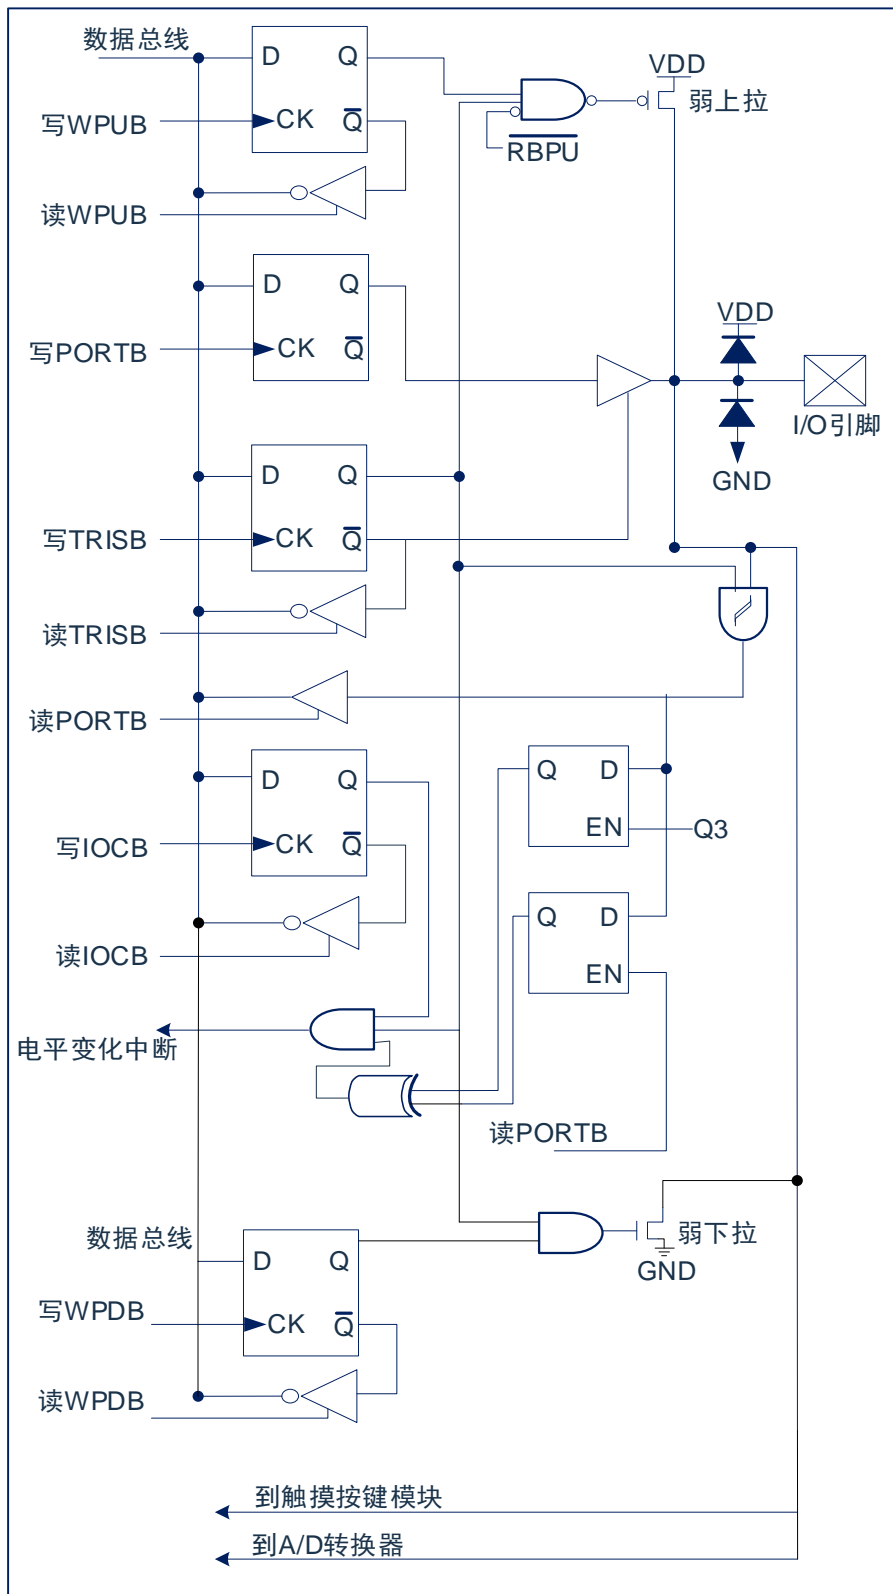 数据总线
D
Q
VDD
弱上拉
写WPUB
CK
Q
RBPU
读WPUB
D
Q
VDD
写PORTB
CK
Q
I/O引脚
D
Q
GND
写TRISB
CK
Q
读TRISB
读PORTB
D
Q
Q
D
EN
Q3
写IOCB
CK
Q
Q
D
读IOCB
EN
电平变化中断
读PORTB
数据总线
D
Q
弱下拉
GND
写WPDB
CK
Q
读WPDB
到触摸按键模块
到A/D转换器